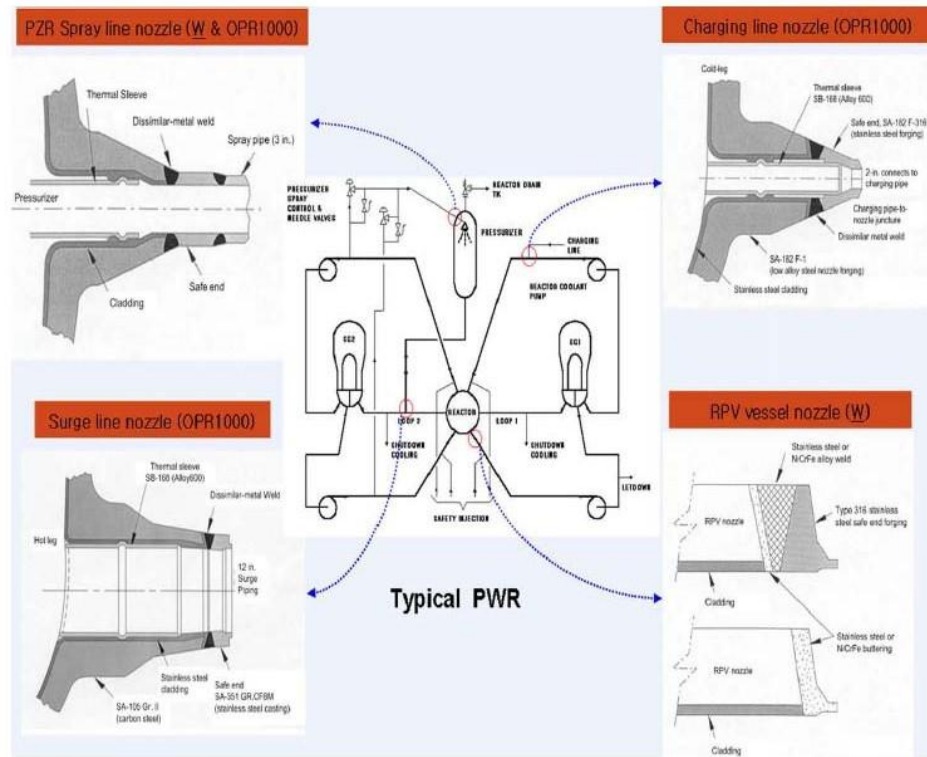 PZR Spray line nozzle (W & OPR1000)
Thermal Sleeve
Dissimilar-metal weld
Spray pipe (3 in.)
Pressurizer
Cladding
Safe end
Charging line nozzle (OPR1000)
Cold-leg
Thermal sleeve
SB-166 (Alloy 600)
Safe end, SA-182 F-316
(stainless steel forging)
2-in. connects to
charging pipe
Charging pipe-to-
nozzle juncture
Dissimilar metal weld
SA-182 F-1
(low alloy steel nozzle forging)
Stainless steel cladding
PRESSURIZER
SPRAY
CONTROL &
NEEDLE VALVES
REACTOR DRAIN
TK
PRESSURIZER
CHARGING
LINE
REACTOR COOLANT
PUMP
SG2
SG1
REACTOR
LOOP 2
LOOP 1
SHUTDOWN
COOLING
SHUTDOWN
COOLING
LETDOWN
SAFETY INJECTION
Typical PWR
Surge line nozzle (OPR1000)
Thermal sleeve
SB-168 (Alloy600)
Dissimilar-metal Weld
Hot leg
12 in.
Surge
Piping
Stainless steel
cladding
Safe end
SA-351 GR.CF8M
(stainless steel casting)
SA-105 Gr. II
(carbon steel)
RPV vessel nozzle (W)
Stainless steel or
NiCrFe alloy weld
RPV nozzle
Type 316 stainless
steel safe end forging
Cladding
Stainless steel or
NiCrFe buttering
RPV nozzle
Cladding